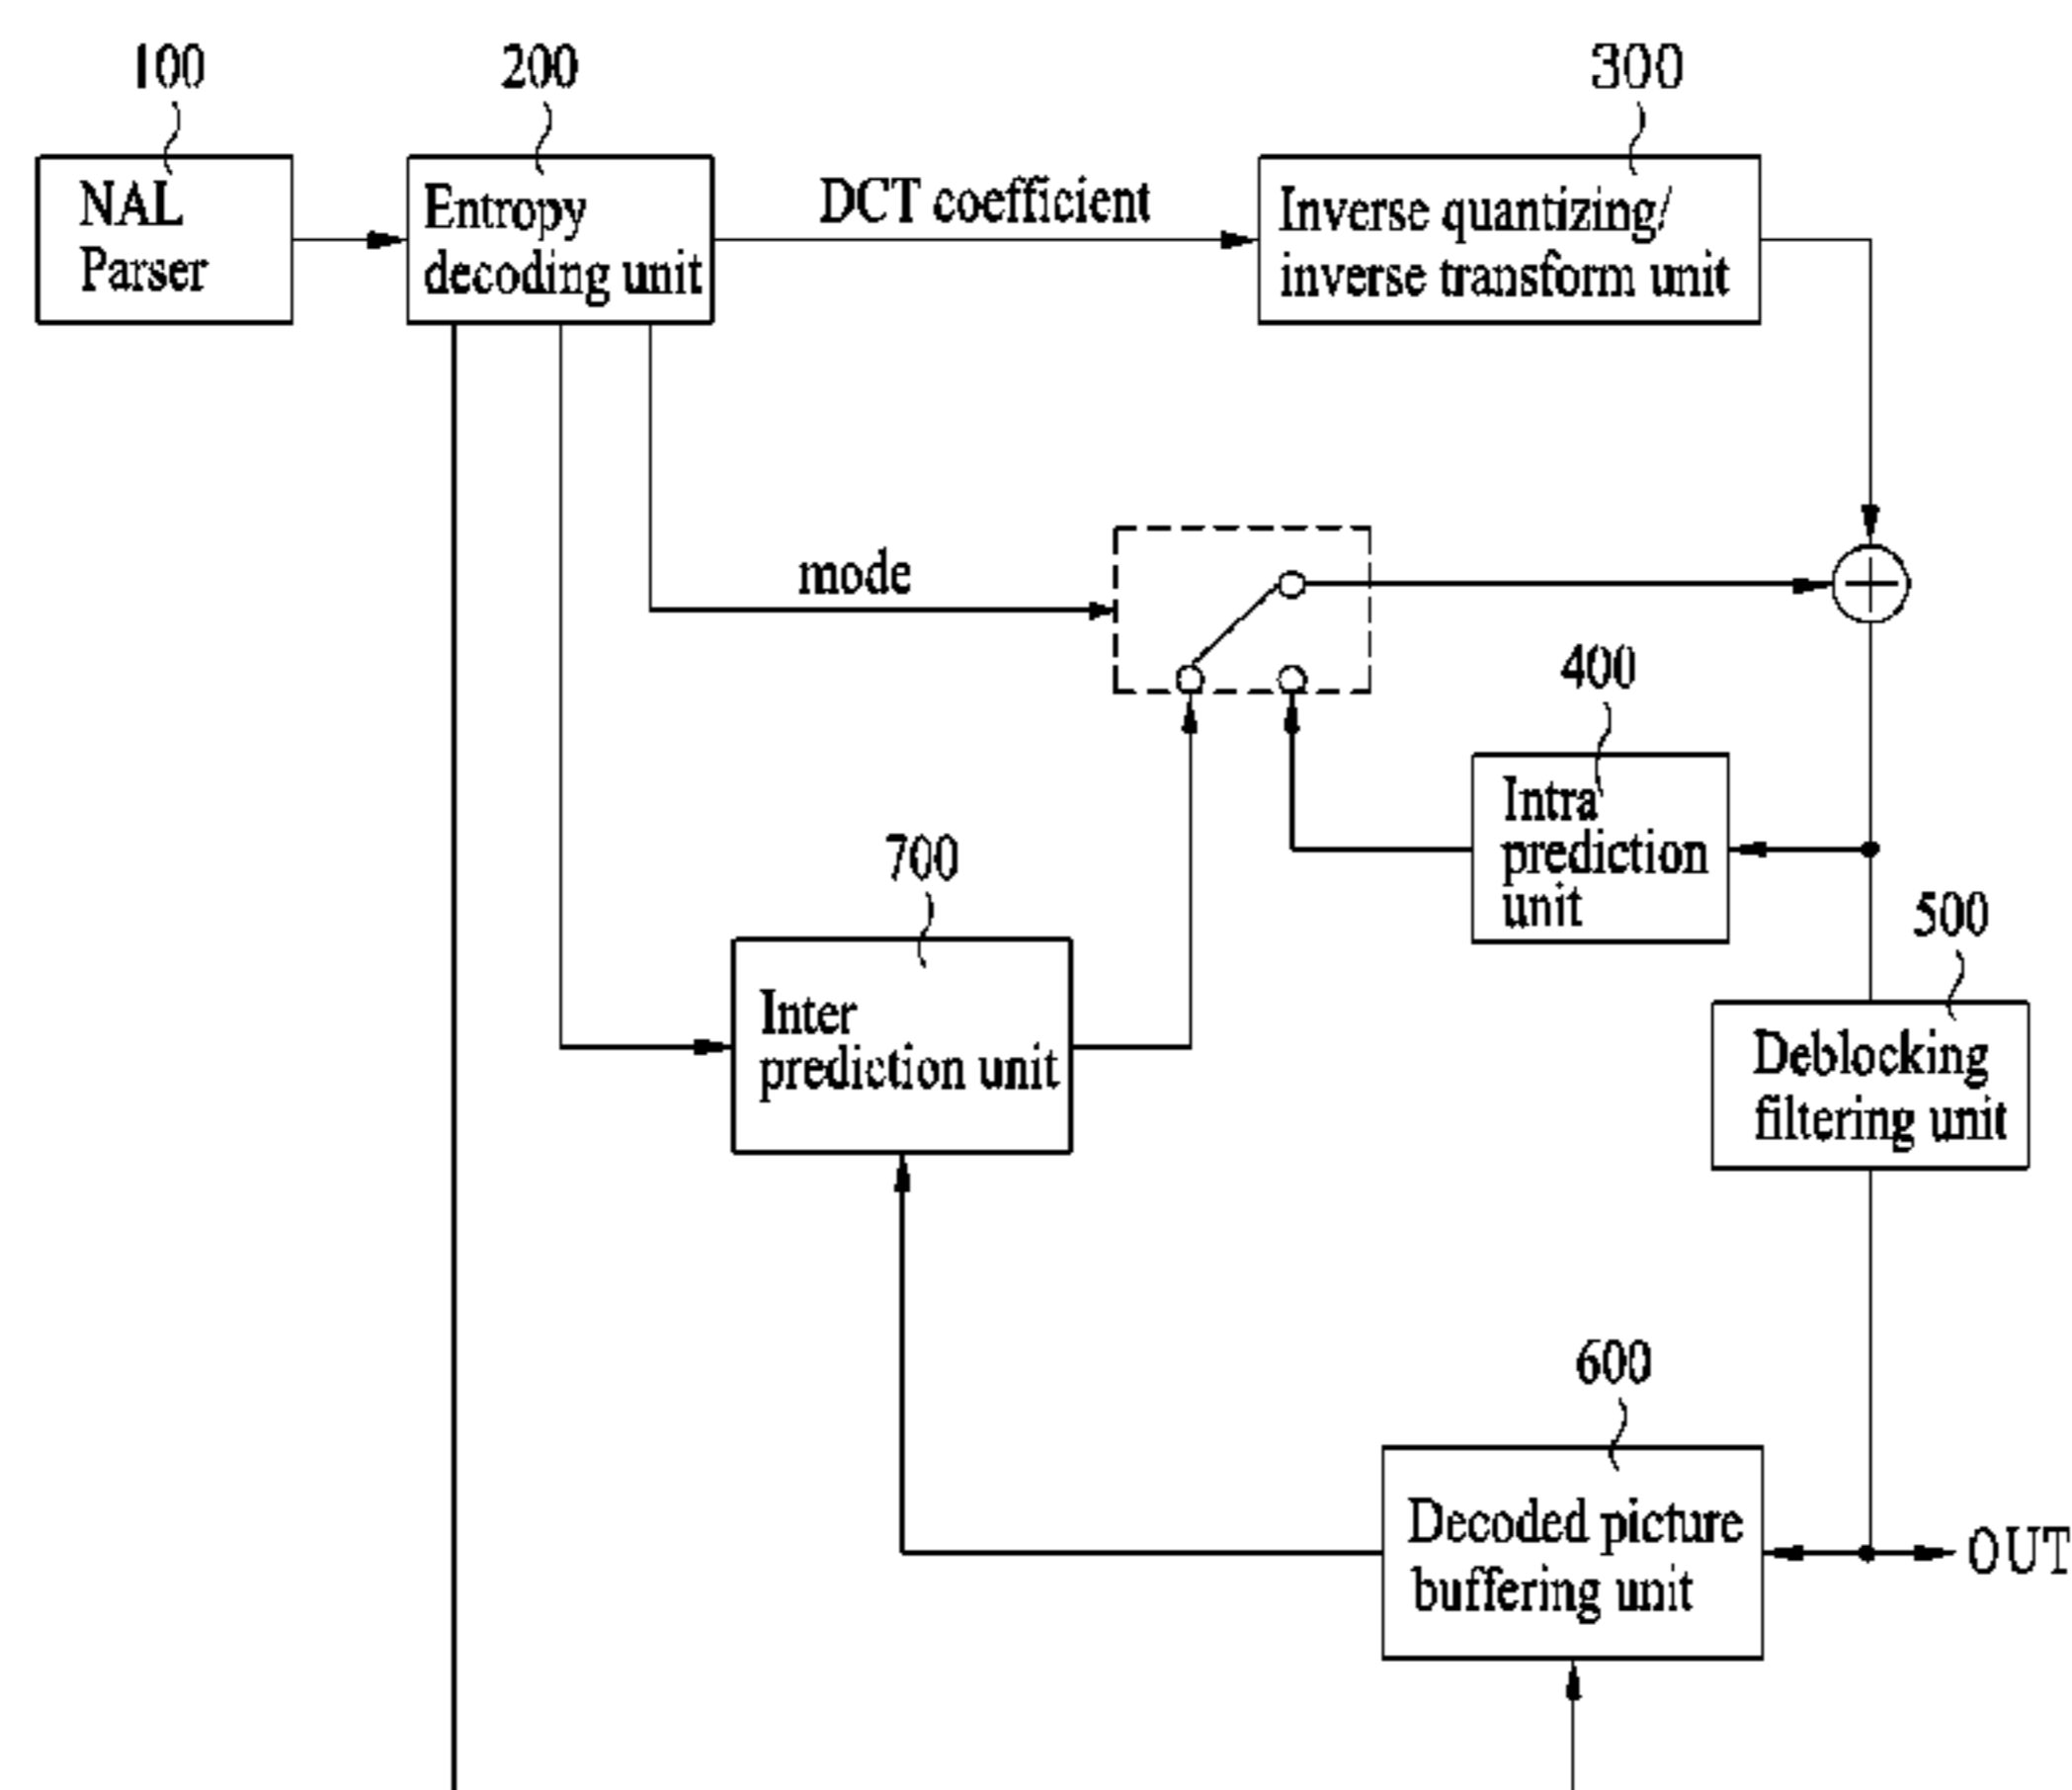 100
200
300
NAL
Parser
Entropy
decoding unit
DCT coefficient
Inverse quantizing/
inverse transform unit
mode
400
Intra
prediction
unit
700
Inter
prediction unit
500
Deblocking
filtering unit
600
Decoded picture
buffering unit
OUT